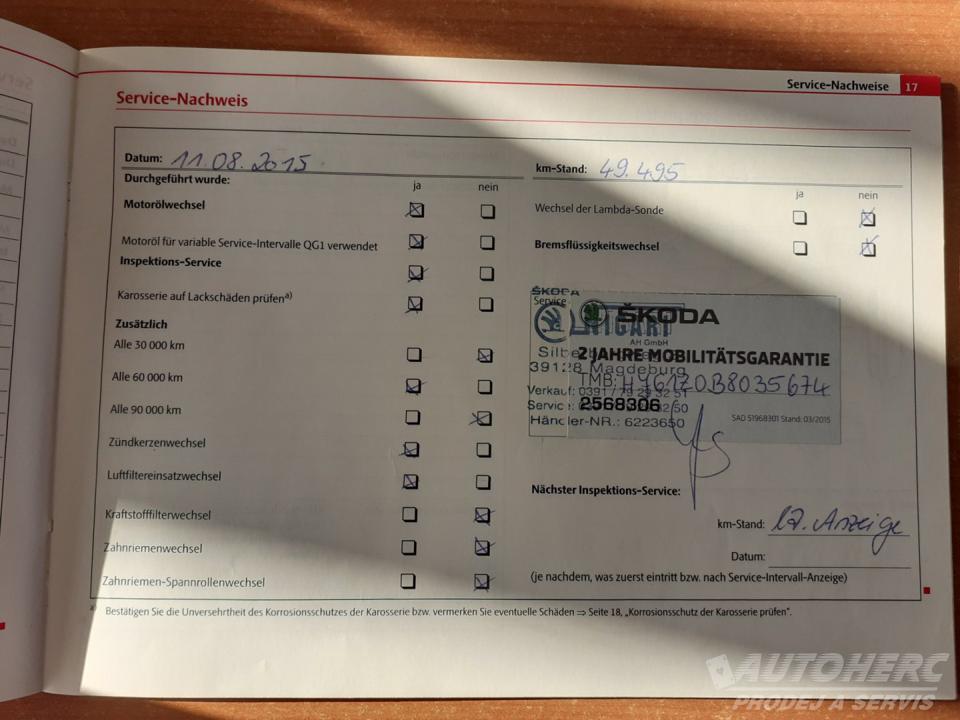 Service-Nachweise 17
Service-Nachweis
Datum: 11.08.2015
km-Stand: 49.495
Durchgeführt wurde:
ja nein
Motorölwechsel
Motoröl für variable Service-Intervalle QG1 verwendet
Inspektions-Service
Karosserie auf Lackschäden prüfen a)
Zusätzlich
Alle 30 000 km
Alle 60 000 km
Alle 90 000 km
Zündkerzenwechsel
Luftfiltereinsatzwechsel
Kraftstofffilterwechsel
Zahnriemenwechsel
Zahnriemen-Spannrollenwechsel
ja nein
Wechsel der Lambda-Sonde
Bremsflüssigkeitswechsel
ŠKODA
Service
ŠKODA
AH GmbH
2 JAHRE MOBILITÄTSGARANTIE
39128 Magdeburg
TMB: HY61Z0B8035674
Verkauf: 0391 /
2568306
SAD 51968301 Stand: 03/2015
Händler-NR.: 6223650
Nächster Inspektions-Service:
km-Stand: lt. Anzeige
Datum:
(je nachdem, was zuerst eintritt bzw. nach Service-Intervall-Anzeige)
a) Bestätigen Sie die Unversehrtheit des Korrosionsschutzes der Karosserie bzw. vermerken Sie eventuelle Schäden ⇒ Seite 18, „Korrosionsschutz der Karosserie prüfen“.
AUTOHERC
PRODEJ A SERVIS